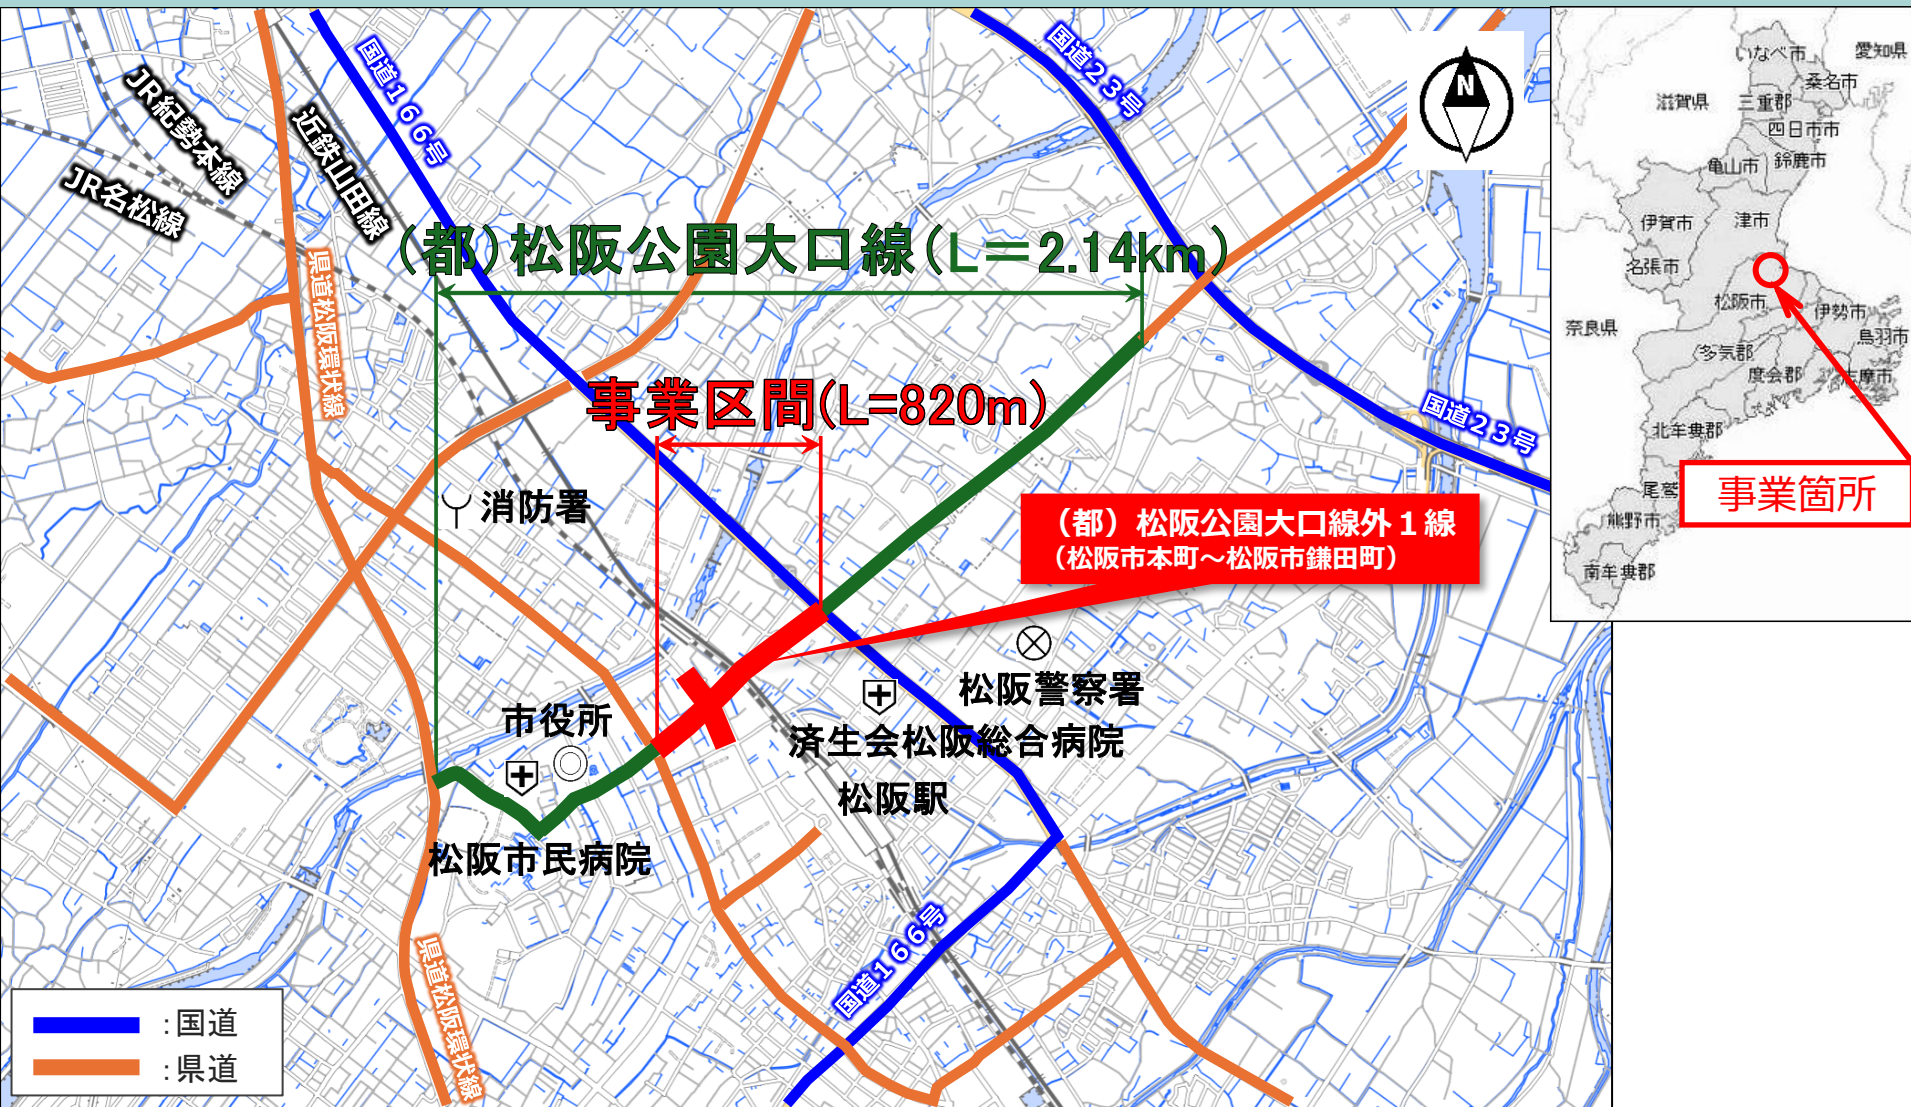 国道１６６号
国道２３号
N
JR紀勢本線
近鉄山田線
JR名松線
（都）松阪公園大口線（L＝2.14km）
県道松阪環状線
事業区間(L=820m)
国道２３号
消防署
（都）松阪公園大口線外１線
（松阪市本町～松阪市鎌田町）
松阪警察署
市役所
済生会松阪総合病院
松阪駅
松阪市民病院
国道１６６号
県道松阪環状線
：国道
：県道
いなべ市
愛知県
桑名市
滋賀県
三重郡
四日市市
亀山市
鈴鹿市
伊賀市
津市
名張市
松阪市
伊勢市
奈良県
鳥羽市
多気郡
度会郡
志摩市
北牟婁郡
尾鷲
事業箇所
熊野市
南牟婁郡